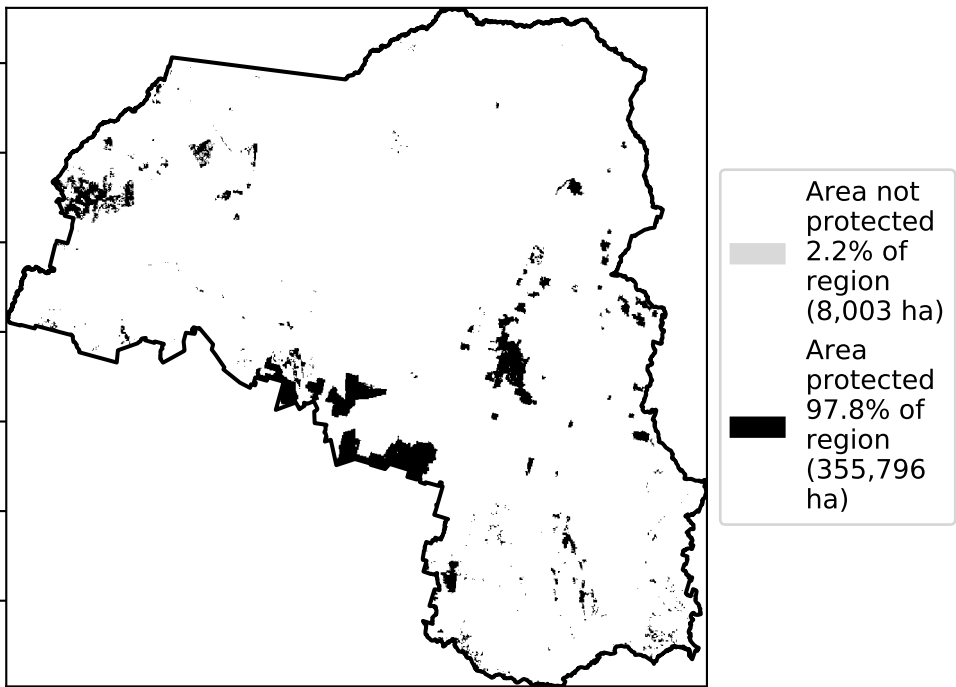 Area not
protected
2.2% of
region
(8,003 ha)
Area
protected
97.8% of
region
(355,796
ha)